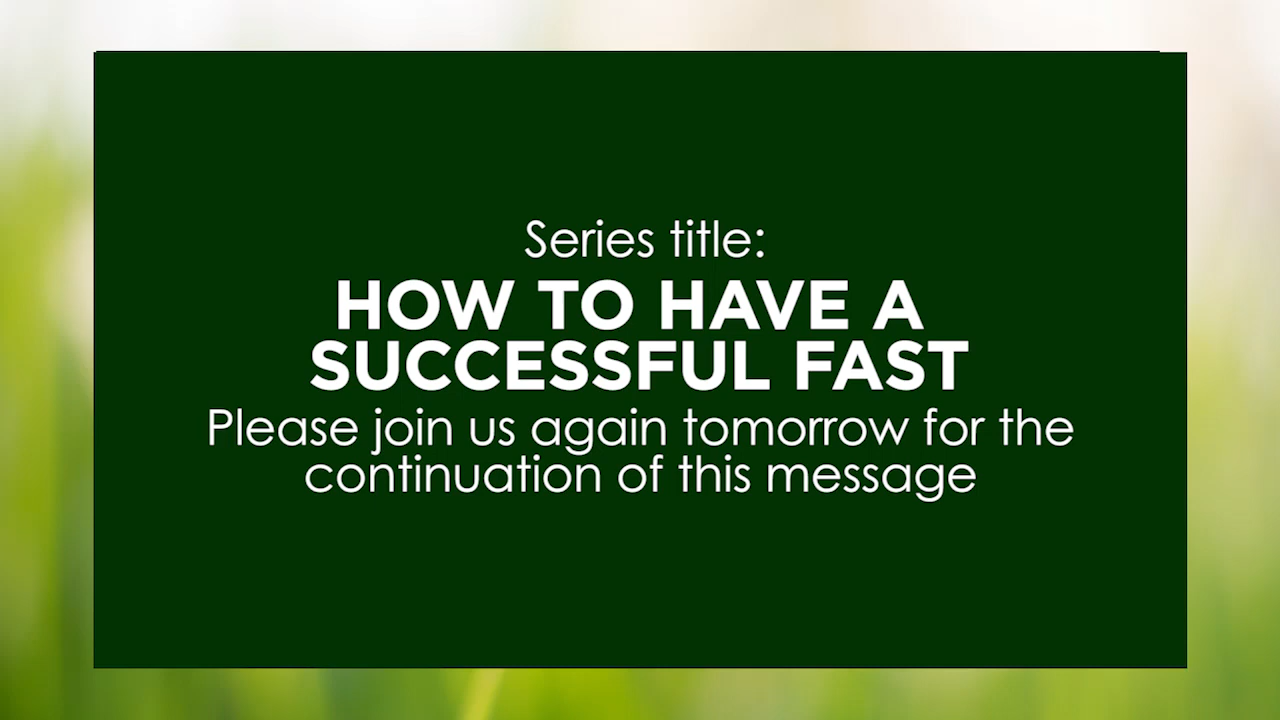 Series title:
HOW TO HAVE A
SUCCESSFUL FAST
Please join us again tomorrow for the
continuation of this message